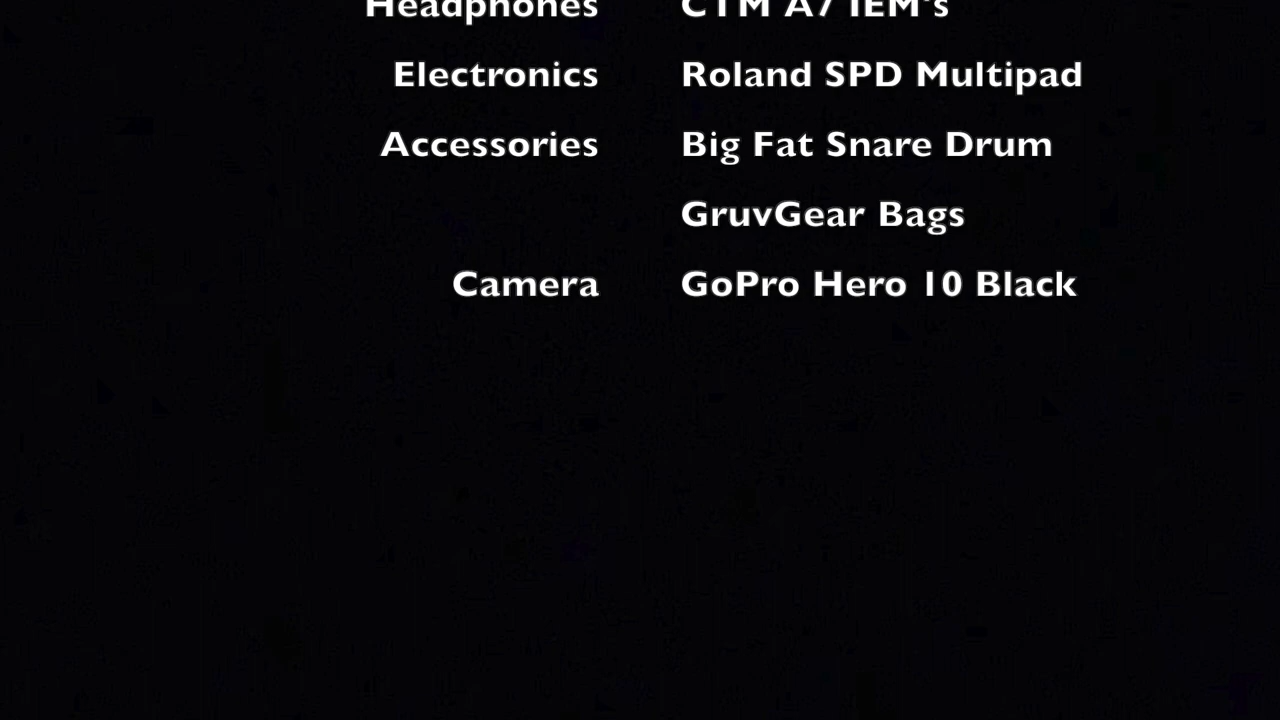 Headphones CTM A7 IEM's
Electronics Roland SPD Multipad
Accessories Big Fat Snare Drum
GruvGear Bags
Camera GoPro Hero 10 Black